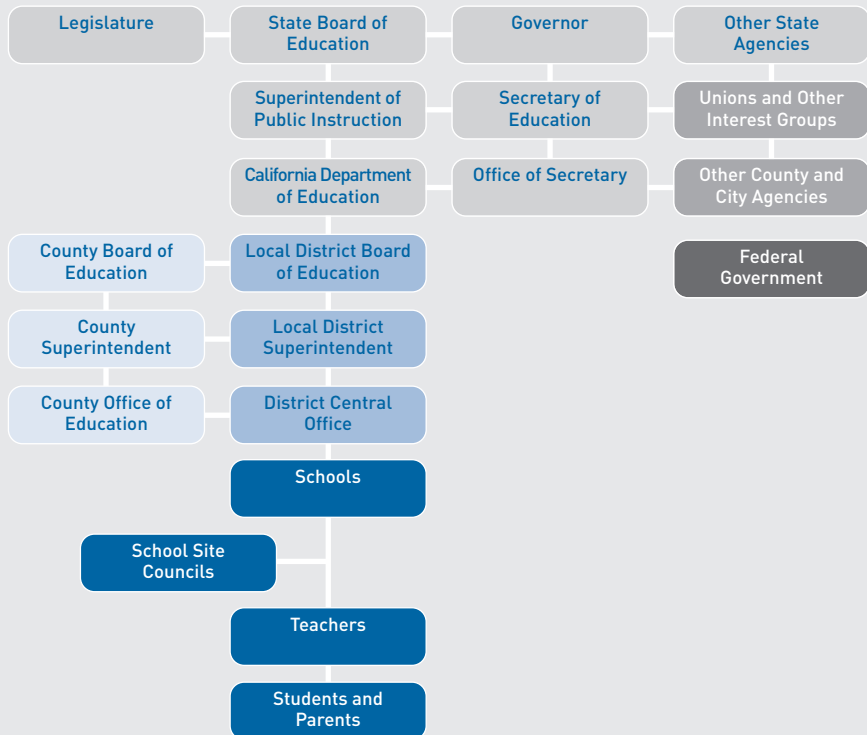 Legislature
State Board of
Education
Governor
Other State
Agencies
Superintendent of
Public Instruction
Secretary of
Education
Unions and Other
Interest Groups
California Department
of Education
Office of Secretary
Other County and
City Agencies
County Board of
Education
Local District Board
of Education
Federal
Government
County
Superintendent
Local District
Superintendent
County Office of
Education
District Central
Office
Schools
School Site
Councils
Teachers
Students and
Parents